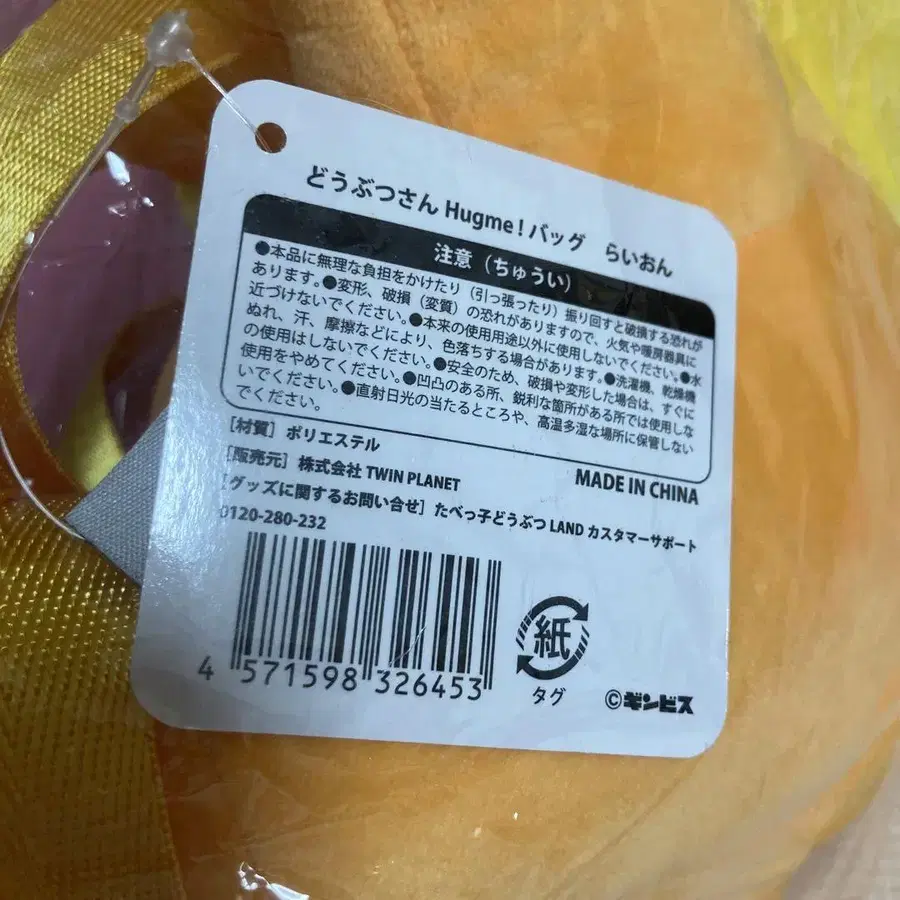 どうぶつさん Hugme!バッグ　らいおん
注意（ちゅうい）
●本品に無理な負担をかけたり（引っ張ったり）振り回すと破損する恐れが
あります。●変形、破損（変質）の恐れがありますので、火気や暖房器具に
近づけないでください。●本来の使用用途以外に使用しないでください。●水
ぬれ、汗、摩擦などにより、色落ちする場合があります。●洗濯機、乾燥機
の使用はしないでください。●安全のため、破損や変形した場合は、すぐに
使用をやめてください。●凹凸のある所、鋭利な箇所がある所では使用しな
いでください。●直射日光の当たるところや、高温多湿な場所に保管しない
でください。
［材質］ポリエステル
［販売元］株式会社 TWIN PLANET
MADE IN CHINA
［グッズに関するお問い合せ］たべっ子どうぶつ LAND カスタマーサポート
0120-280-232
4 571598 326453
紙
タグ
©ギンビス